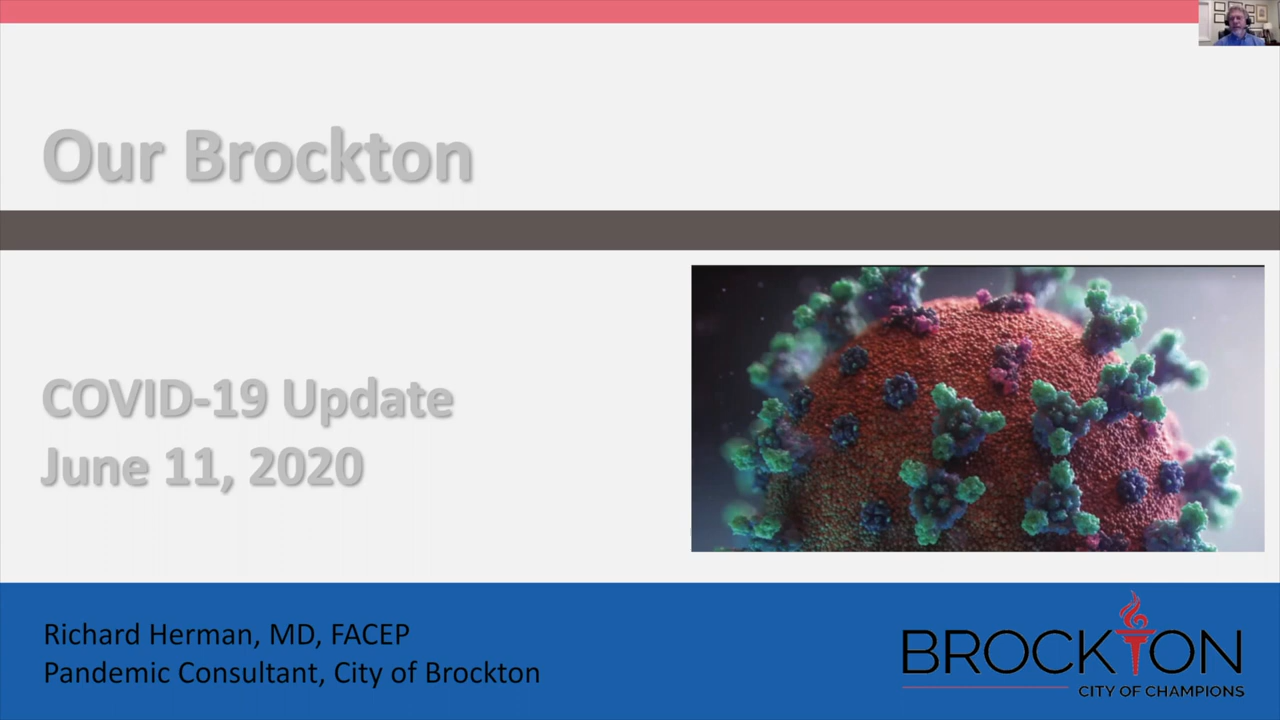 Our Brockton
COVID-19 Update
June 11, 2020
Richard Herman, MD, FACEP
Pandemic Consultant, City of Brockton
BROCKTON
CITY OF CHAMPIONS